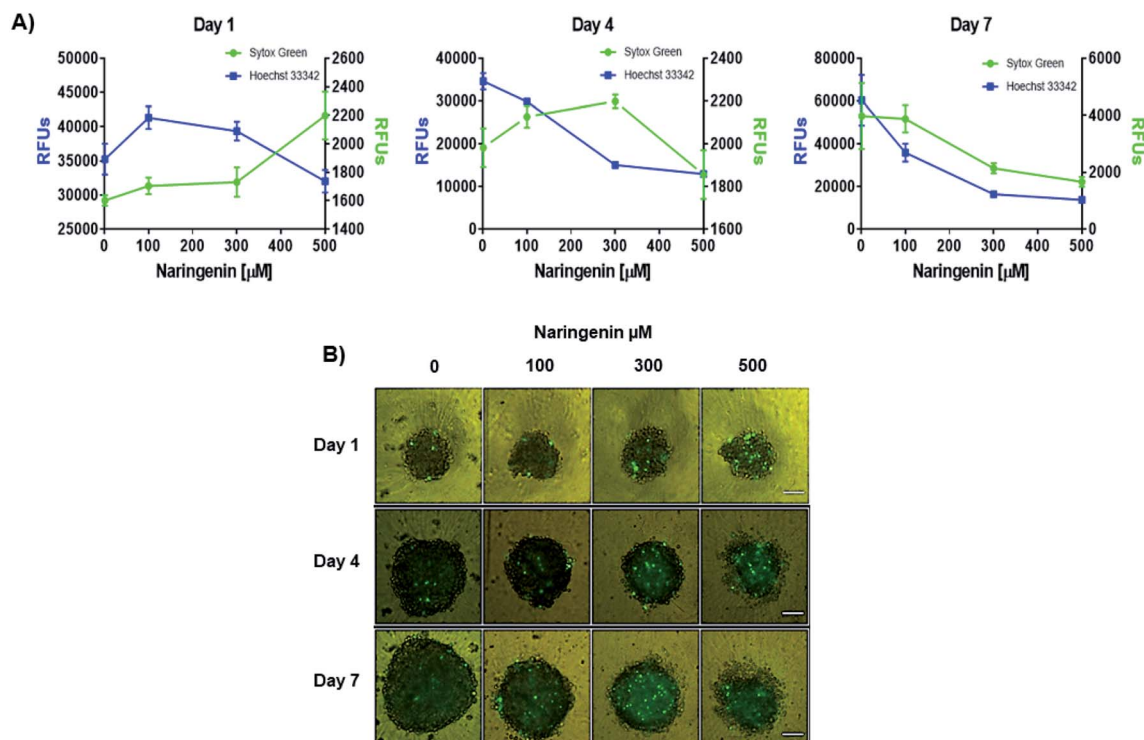 A)
Day 1
Sytox Green
Hoechst 33342
50000
45000
40000
35000
30000
25000
2600
2400
2200
2000
1800
1600
1400
RFUs
RFUs
0 100 200 300 400 500
Naringenin [µM]
Day 4
Sytox Green
Hoechst 33342
40000
30000
20000
10000
0
2400
2200
2000
1800
1600
RFUs
RFUs
0 100 200 300 400 500
Naringenin [µM]
Day 7
Sytox Green
Hoechst 33342
80000
60000
40000
20000
0
6000
4000
2000
0
RFUs
RFUs
0 100 200 300 400 500
Naringenin [µM]
B)
Naringenin µM
0 100 300 500
Day 1
Day 4
Day 7